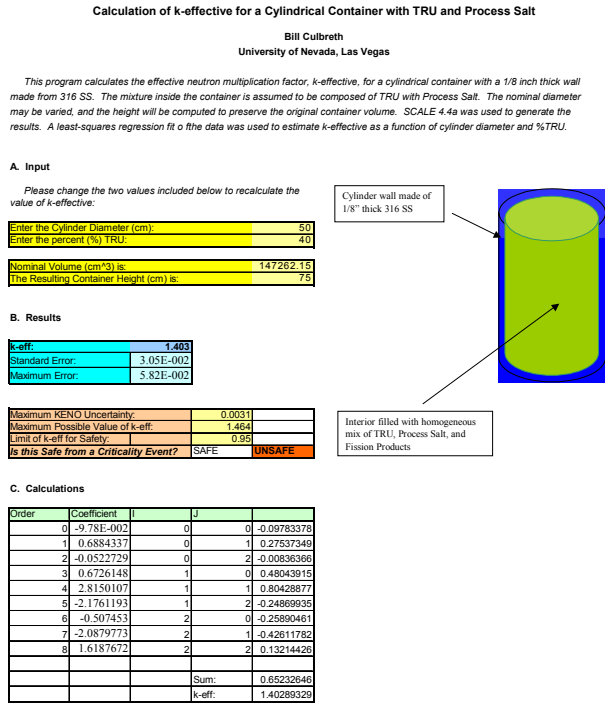 Calculation of k-effective for a Cylindrical Container with TRU and Process Salt
Bill Culbreth
University of Nevada, Las Vegas
This program calculates the effective neutron multiplication factor, k-effective, for a cylindrical container with a 1/8 inch thick wall
made from 316 SS. The mixture inside the container is assumed to be composed of TRU with Process Salt. The nominal diameter
may be varied, and the height will be computed to preserve the original container volume. SCALE 4.4a was used to generate the
results. A least-squares regression fit o fthe data was used to estimate k-effective as a function of cylinder diameter and %TRU.
A. Input
Please change the two values included below to recalculate the
value of k-effective:
Enter the Cylinder Diameter (cm): 50
Enter the percent (%) TRU: 40
Nominal Volume (cm^3) is: 147262.15
The Resulting Container Height (cm) is: 75
Cylinder wall made of
1/8" thick 316 SS
B. Results
k-eff: 1.403
Standard Error: 3.05E-002
Maximum Error: 5.82E-002
Maximum KENO Uncertainty: 0.0031
Maximum Possible Value of k-eff: 1.464
Limit of k-eff for Safety: 0.95
Is this Safe from a Criticality Event? SAFE UNSAFE
Interior filled with homogeneous
mix of TRU, Process Salt, and
Fission Products
C. Calculations
Order Coefficient I J
0 -9.78E-002 0 0 -0.09783378
1 0.6884337 0 1 0.27537349
2 -0.0522729 0 2 -0.00836366
3 0.6726148 1 0 0.48043915
4 2.8150107 1 1 0.80428877
5 -2.1761193 1 2 -0.24869935
6 -0.507453 2 0 -0.25890461
7 -2.0879773 2 1 -0.42611782
8 1.6187672 2 2 0.13214426
Sum: 0.65232646
k-eff: 1.40289329